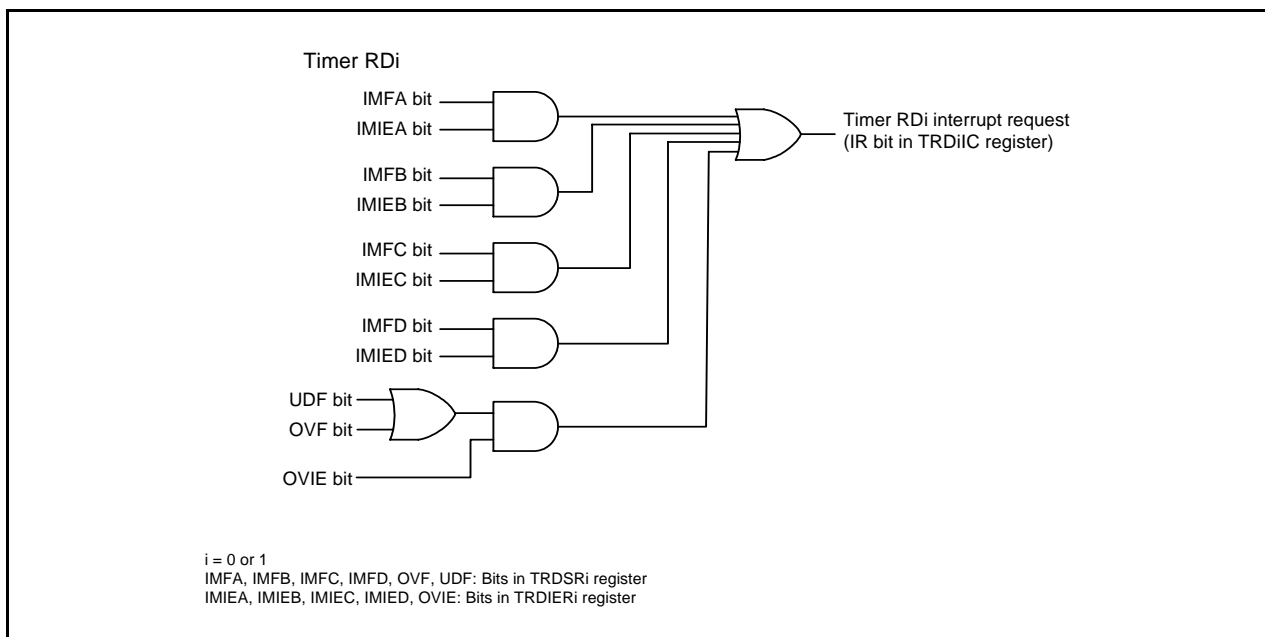 Timer RDi
IMFA bit
IMIEA bit
IMFB bit
IMIEB bit
IMFC bit
IMIEC bit
IMFD bit
IMIED bit
UDF bit
OVF bit
OVIE bit
Timer RDi interrupt request
(IR bit in TRDiIC register)
i = 0 or 1
IMFA, IMFB, IMFC, IMFD, OVF, UDF: Bits in TRDSRi register
IMIEA, IMIEB, IMIEC, IMIED, OVIE: Bits in TRDIERi register